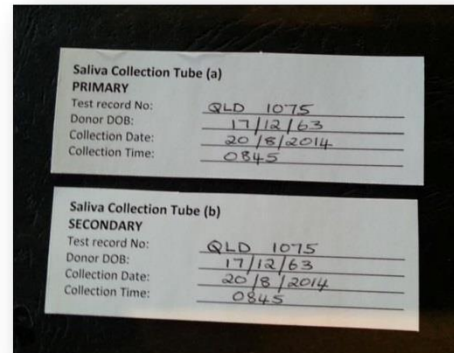 Saliva Collection Tube (a)
PRIMARY
Test record No: QLD 1075
Donor DOB: 17/12/63
Collection Date: 20/8/2014
Collection Time: 0845
Saliva Collection Tube (b)
SECONDARY
Test record No: QLD 1075
Donor DOB: 17/12/63
Collection Date: 20/8/2014
Collection Time: 0845